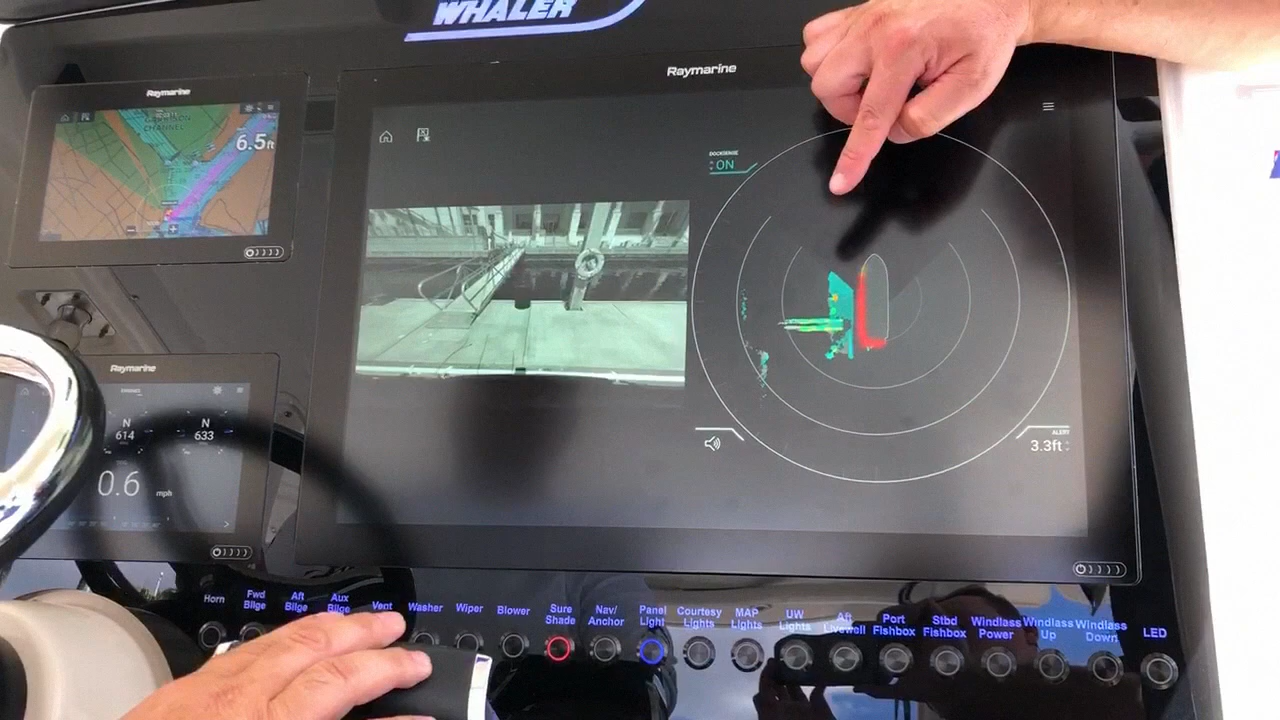 WHALER
Raymarine
Raymarine
CHANNEL
6.5ft
DOCKSENSE
ON
ALERT
3.3ft
Raymarine
N
614
N
633
0.6
mph
Horn
Fwd
Bilge
Aft
Bilge
Aux
Bilge
Vent
Washer
Wiper
Blower
Sure
Shade
Nav/
Anchor
Panel
Light
Courtesy
Lights
MAP
Lights
UW
Lights
Aft
Livewell
Port
Fishbox
Stbd
Fishbox
Windlass
Power
Windlass
Up
Windlass
Down
LED